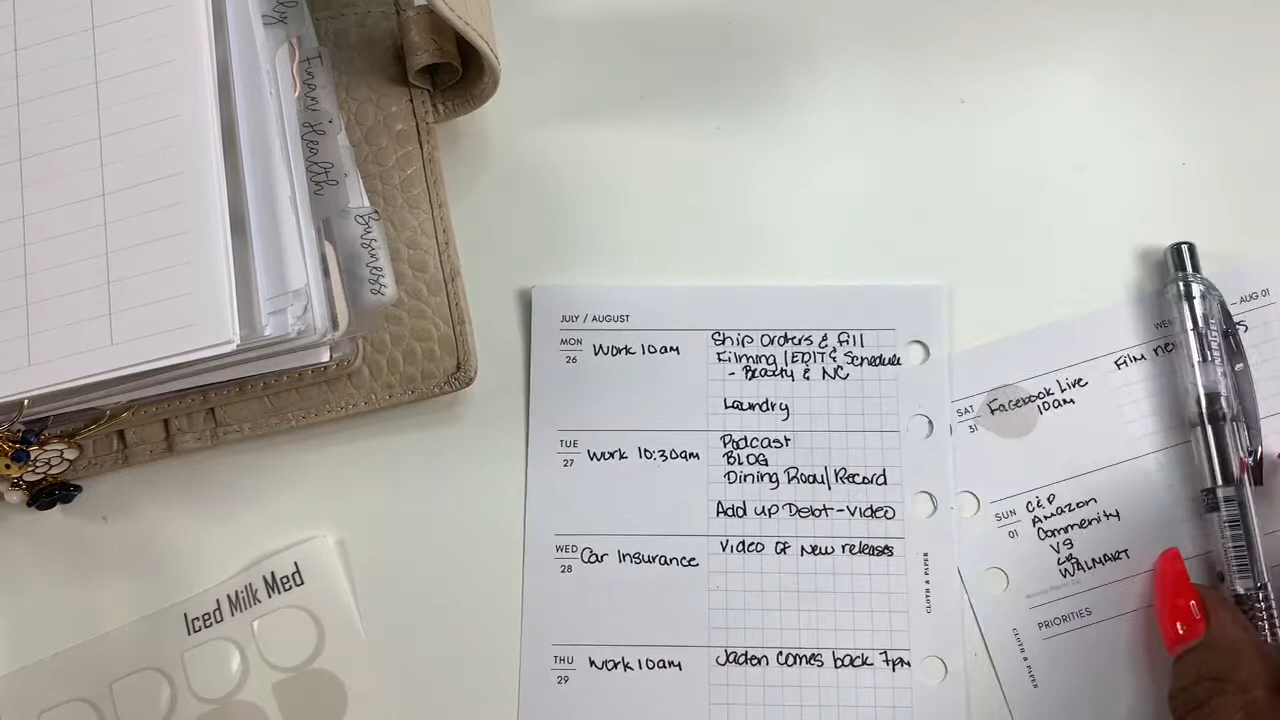 Finan
Health
Business
Iced Milk Med
JULY / AUGUST
MON
26
Work 10am
Ship Orders & Fill
Filming / EDIT & Schedule
- Beauty & NC
Laundry
TUE
27
Work 10:30am
Podcast
BLOG
Dining Room / Record
Add up Debt - Video
WED
28
Car Insurance
Video of New releases
THU
29
Work 10am
Jaden comes back 7pm
CLOTH & PAPER
AUG 01
SAT
31
Facebook Live
10am
Film
SUN
01
C&P
Amazon
Commenity
VS
WALMART
PRIORITIES
CLOTH & PAPER
ENERGEL